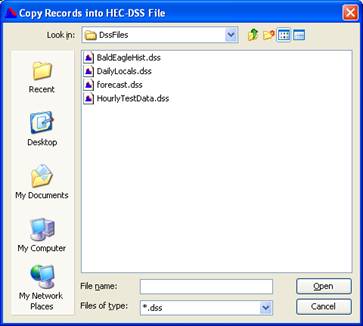 Copy Records into HEC-DSS File
Look in: DssFiles
BaldEagleHist.dss
DailyLocals.dss
forecast.dss
HourlyTestData.dss
Recent
Desktop
My Documents
My Computer
My Network
Places
File name: Open
Files of type: *.dss Cancel